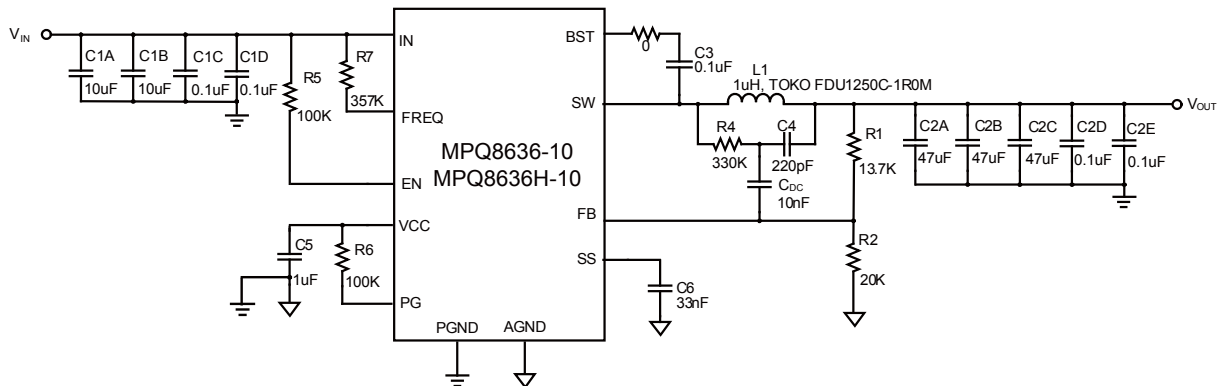 V_IN
C1A
10uF
C1B
10uF
C1C
0.1uF
C1D
0.1uF
R5
100K
R7
357K
IN
FREQ
EN
VCC
PG
PGND
AGND
BST
SW
FB
SS
MPQ8636-10
MPQ8636H-10
C5
1uF
R6
100K
0
C3
0.1uF
L1
1uH, TOKO FDU1250C-1R0M
R4
330K
C4
220pF
C_DC
10nF
R1
13.7K
R2
20K
C6
33nF
C2A
47uF
C2B
47uF
C2C
47uF
C2D
0.1uF
C2E
0.1uF
V_OUT